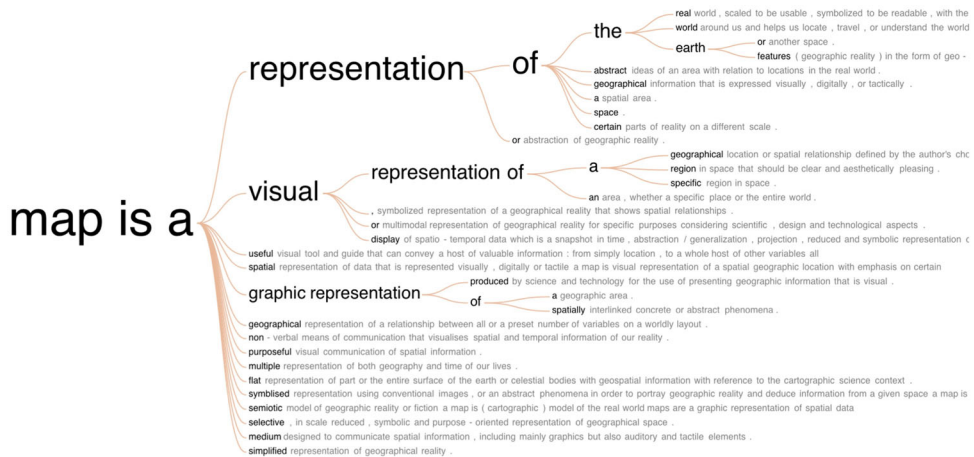 map is a
representation
of
the
real world , scaled to be usable , symbolized to be readable , with the
world around us and helps us locate , travel , or understand the world
earth
or another space .
features ( geographic reality ) in the form of geo -
abstract ideas of an area with relation to locations in the real world .
geographical information that is expressed visually , digitally , or tactically .
a spatial area .
space .
certain parts of reality on a different scale .
or abstraction of geographic reality .
visual
representation of
a
geographical location or spatial relationship defined by the author's
region in space that should be clear and aesthetically pleasing .
specific region in space .
an area , whether a specific place or the entire world .
, symbolized representation of a geographical reality that shows spatial relationships .
or multimodal representation of geographical reality for specific purposes considering scientific , design and technological aspects .
display of spatio - temporal data which is a snapshot in time , abstraction / generalization , projection , reduced and symbolic representation
useful visual tool and guide that can convey a host of valuable information : from simply location , to a whole host of other variables all
spatial representation of data that is represented visually , digitally or tactile a map is visual representation of a spatial geographic location with emphasis on certain
graphic representation
produced by science and technology for the use of presenting geographic information that is visual .
of
a geographic area .
spatially interlinked concrete or abstract phenomena .
geographical representation of a relationship between all or a preset number of variables on a worldly layout .
non - verbal means of communication that visualises spatial and temporal information of our reality .
purposeful visual communication of spatial information .
multiple representation of both geography and time of our lives .
flat representation of part or the entire surface of the earth or celestial bodies with geospatial information with reference to the cartographic science context .
symblised representation using conventional images , or an abstract phenomena in order to portray geographic reality and deduce information from a given space a map is
semiotic model of geographic reality or fiction a map is ( cartographic ) model of the real world maps are a graphic representation of spatial data
selective , in scale reduced , symbolic and purpose - oriented representation of geographical space .
medium designed to communicate spatial information , including mainly graphics but also auditory and tactile elements .
simplified representation of geographical reality .